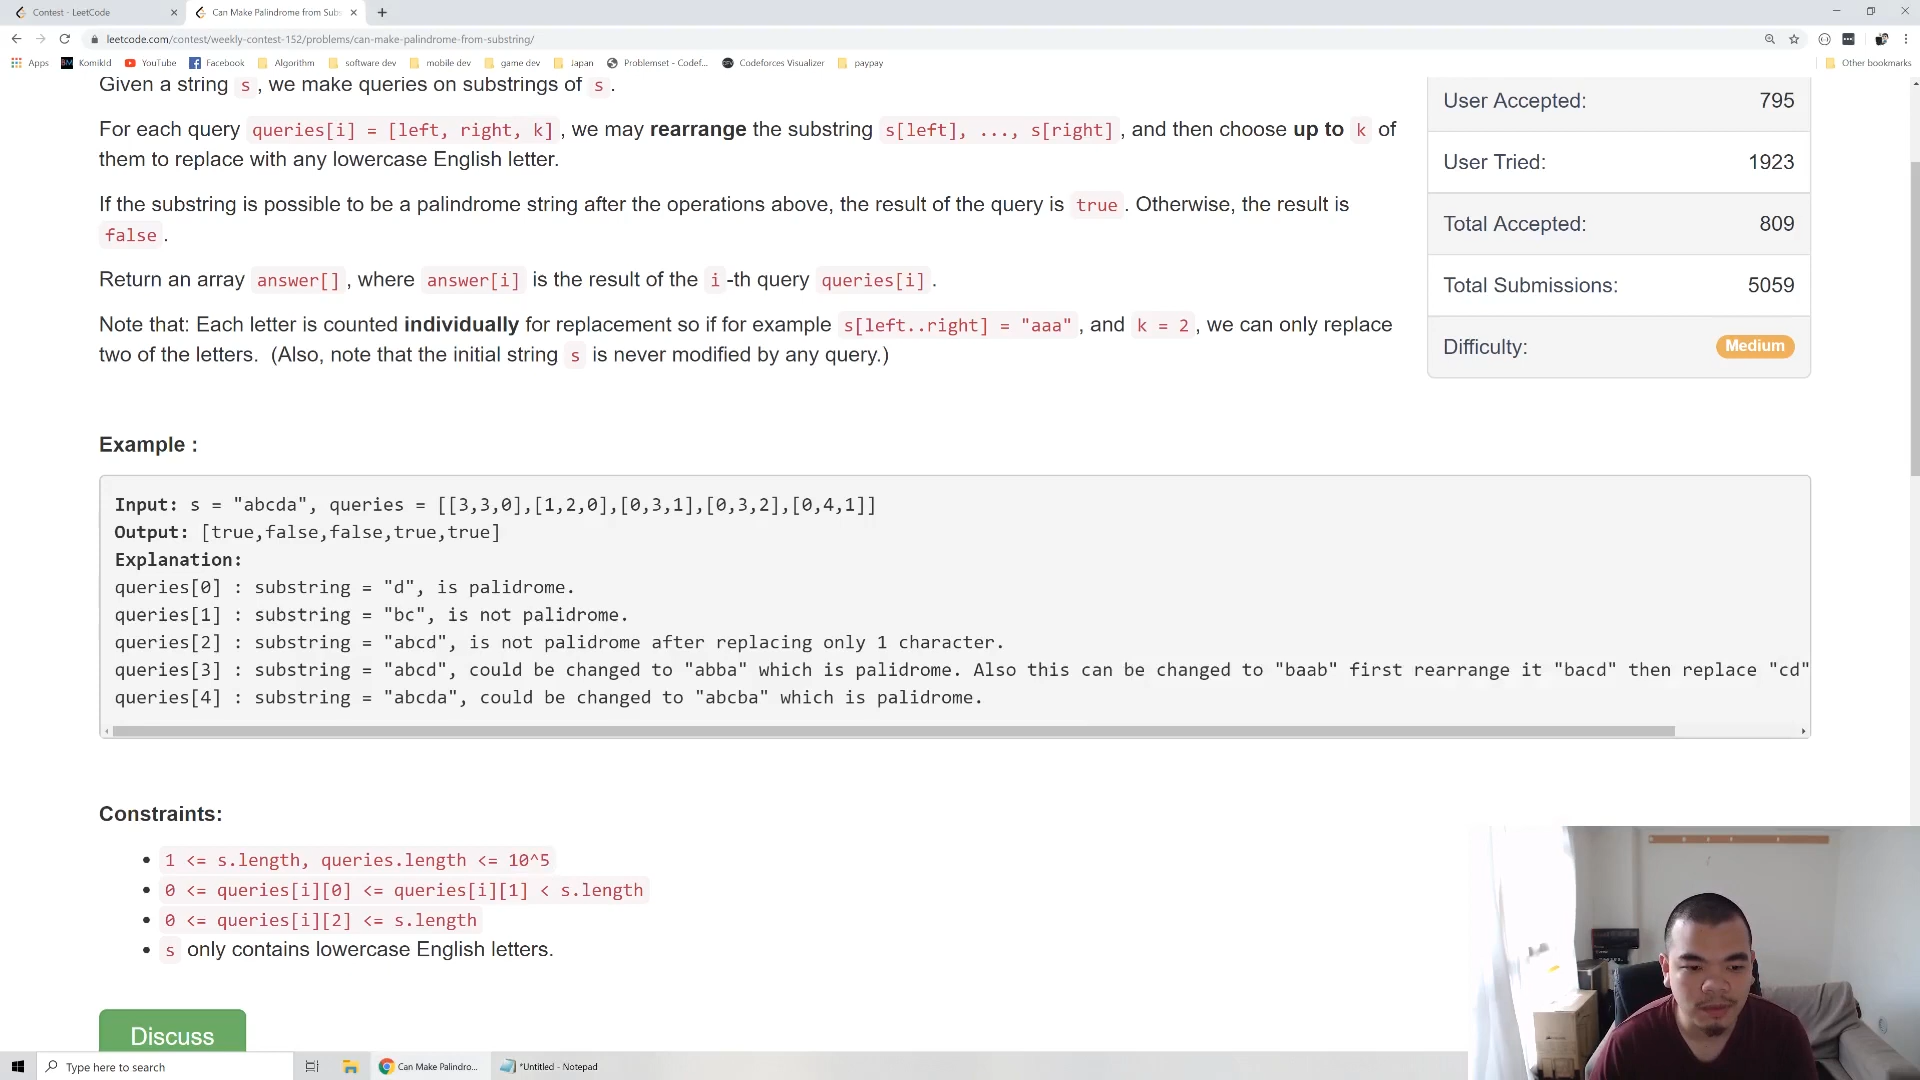 Contest - LeetCode
Can Make Palindrome from Subs
leetcode.com/contest/weekly-contest-152/problems/can-make-palindrome-from-substring/
Apps KomikId YouTube Facebook Algorithm software dev mobile dev game dev Japan Problemset - Codef... Codeforces Visualizer paypay Other bookmarks
Given a string s , we make queries on substrings of s .
For each query queries[i] = [left, right, k] , we may rearrange the substring s[left], ..., s[right] , and then choose up to k of
them to replace with any lowercase English letter.
If the substring is possible to be a palindrome string after the operations above, the result of the query is true . Otherwise, the result is
false .
Return an array answer[] , where answer[i] is the result of the i -th query queries[i] .
Note that: Each letter is counted individually for replacement so if for example s[left..right] = "aaa" , and k = 2 , we can only replace
two of the letters.  (Also, note that the initial string s is never modified by any query.)
User Accepted: 795
User Tried: 1923
Total Accepted: 809
Total Submissions: 5059
Difficulty: Medium
Example :
Input: s = "abcda", queries = [[3,3,0],[1,2,0],[0,3,1],[0,3,2],[0,4,1]]
Output: [true,false,false,true,true]
Explanation:
queries[0] : substring = "d", is palidrome.
queries[1] : substring = "bc", is not palidrome.
queries[2] : substring = "abcd", is not palidrome after replacing only 1 character.
queries[3] : substring = "abcd", could be changed to "abba" which is palidrome. Also this can be changed to "baab" first rearrange it "bacd" then replace "cd"
queries[4] : substring = "abcda", could be changed to "abcba" which is palidrome.
Constraints:
1 <= s.length, queries.length <= 10^5
0 <= queries[i][0] <= queries[i][1] < s.length
0 <= queries[i][2] <= s.length
s only contains lowercase English letters.
Discuss
Type here to search
Can Make Palindro...
*Untitled - Notepad